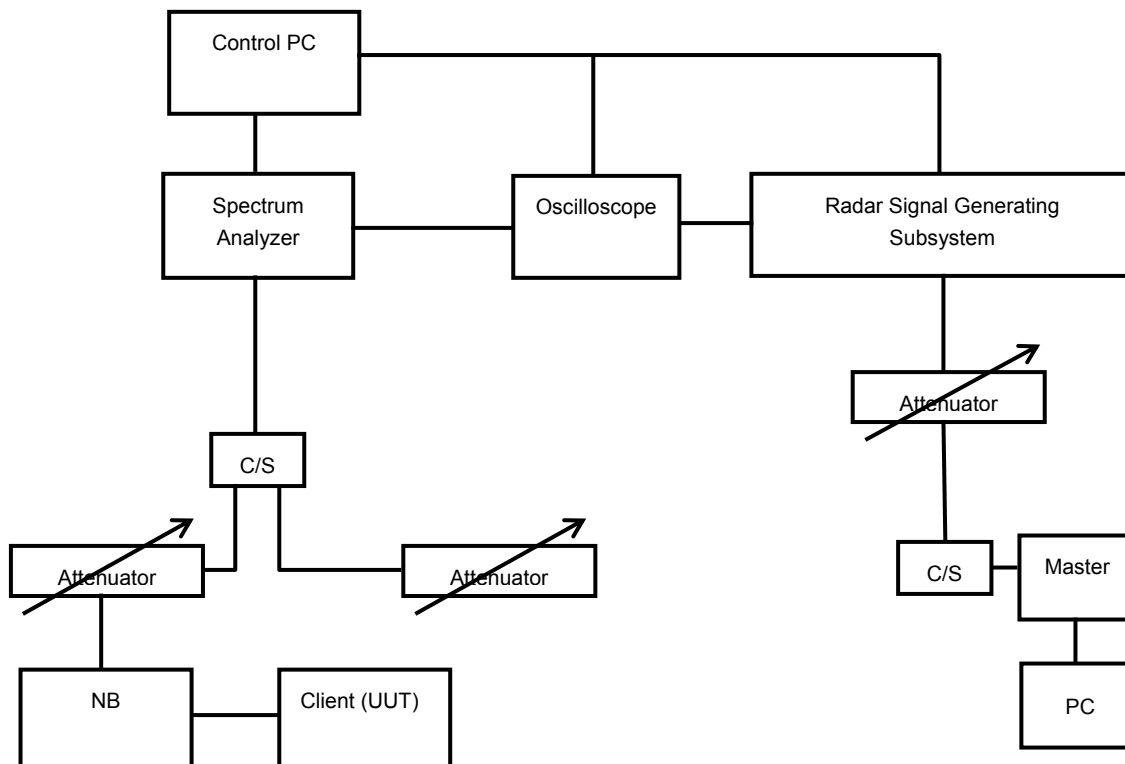 Control PC
Spectrum
Analyzer
Oscilloscope
Radar Signal Generating
Subsystem
Attenuator
C/S
Attenuator
Attenuator
C/S
Master
NB
Client (UUT)
PC